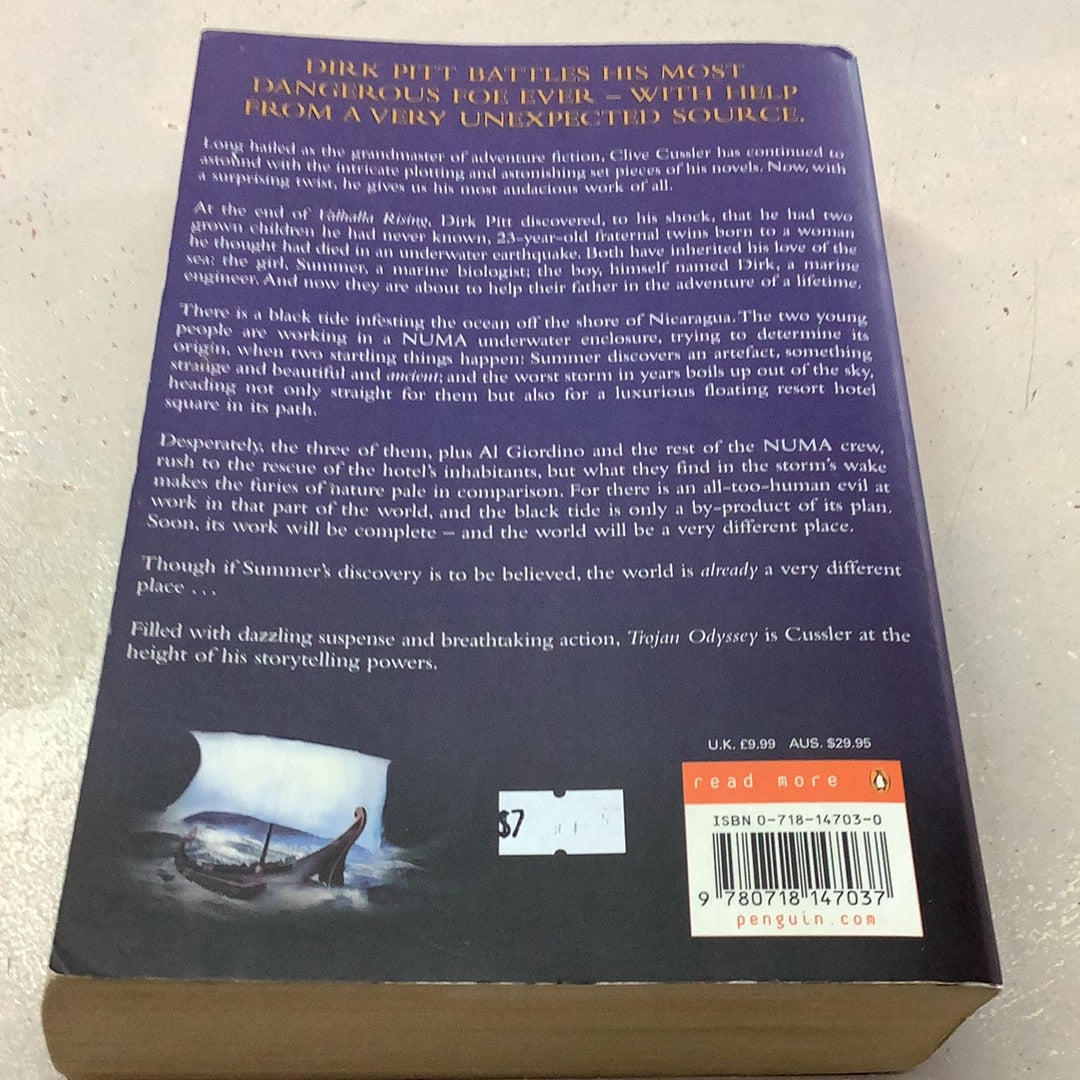 DIRK PITT BATTLES HIS MOST
DANGEROUS FOE EVER – WITH HELP
FROM A VERY UNEXPECTED SOURCE.
Long hailed as the grandmaster of adventure fiction, Clive Cussler has continued to
astound with the intricate plotting and astonishing set pieces of his novels. Now, with
a surprising twist, he gives us his most audacious work of all.
At the end of Valhalla Rising, Dirk Pitt discovered, to his shock, that he had two
grown children he had never known, 23-year-old fraternal twins born to a woman
he thought had died in an underwater earthquake. Both have inherited his love of the
sea: the girl, Summer, a marine biologist; the boy, himself named Dirk, a marine
engineer. And now they are about to help their father in the adventure of a lifetime.
There is a black tide infesting the ocean off the shore of Nicaragua. The two young
people are working in a NUMA underwater enclosure, trying to determine its
origin, when two startling things happen: Summer discovers an artefact, something
strange and beautiful and ancient; and the worst storm in years boils up out of the sky,
heading not only straight for them but also for a luxurious floating resort hotel
square in its path.
Desperately, the three of them, plus Al Giordino and the rest of the NUMA crew,
rush to the rescue of the hotel's inhabitants, but what they find in the storm's wake
makes the furies of nature pale in comparison. For there is an all-too-human evil at
work in that part of the world, and the black tide is only a by-product of its plan.
Soon, its work will be complete – and the world will be a very different place.
Though if Summer's discovery is to be believed, the world is already a very different
place ...
Filled with dazzling suspense and breathtaking action, Trojan Odyssey is Cussler at the
height of his storytelling powers.
U.K. £9.99 AUS. $29.95
read more
$7
ISBN 0-718-14703-0
9 780718 147037
penguin.com